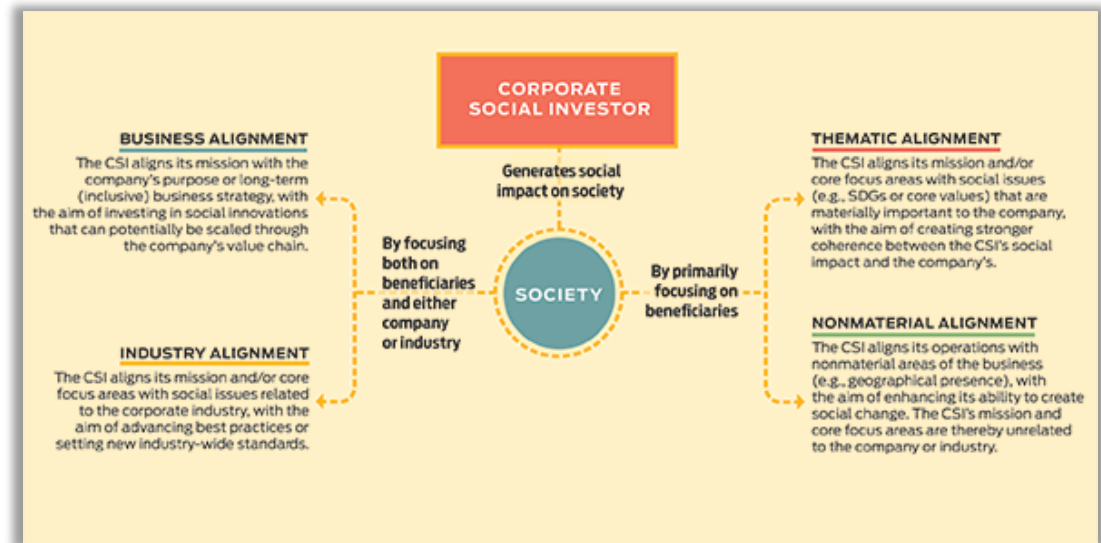 CORPORATE
SOCIAL INVESTOR
Generates social
impact on society
BUSINESS ALIGNMENT
The CSI aligns its mission with the
company's purpose or long-term
(inclusive) business strategy, with
the aim of investing in social innovations
that can potentially be scaled through
the company's value chain.
By focusing
both on
beneficiaries
and either
company
or industry
INDUSTRY ALIGNMENT
The CSI aligns its mission and/or core
focus areas with social issues related
to the corporate industry, with the
aim of advancing best practices or
setting new industry-wide standards.
SOCIETY
By primarily
focusing on
beneficiaries
THEMATIC ALIGNMENT
The CSI aligns its mission and/or
core focus areas with social issues
(e.g., SDGs or core values) that are
materially important to the company,
with the aim of creating stronger
coherence between the CSI's social
impact and the company's.
NONMATERIAL ALIGNMENT
The CSI aligns its operations with
nonmaterial areas of the business
(e.g., geographical presence), with
the aim of enhancing its ability to create
social change. The CSI's mission and
core focus areas are thereby unrelated
to the company or industry.